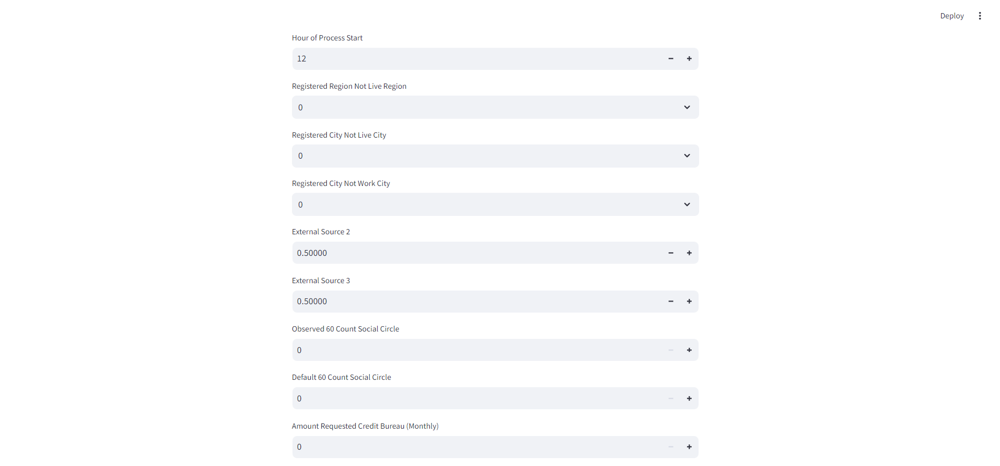 Deploy
Hour of Process Start
12
Registered Region Not Live Region
0
Registered City Not Live City
0
Registered City Not Work City
0
External Source 2
0.50000
External Source 3
0.50000
Observed 60 Count Social Circle
0
Default 60 Count Social Circle
0
Amount Requested Credit Bureau (Monthly)
0